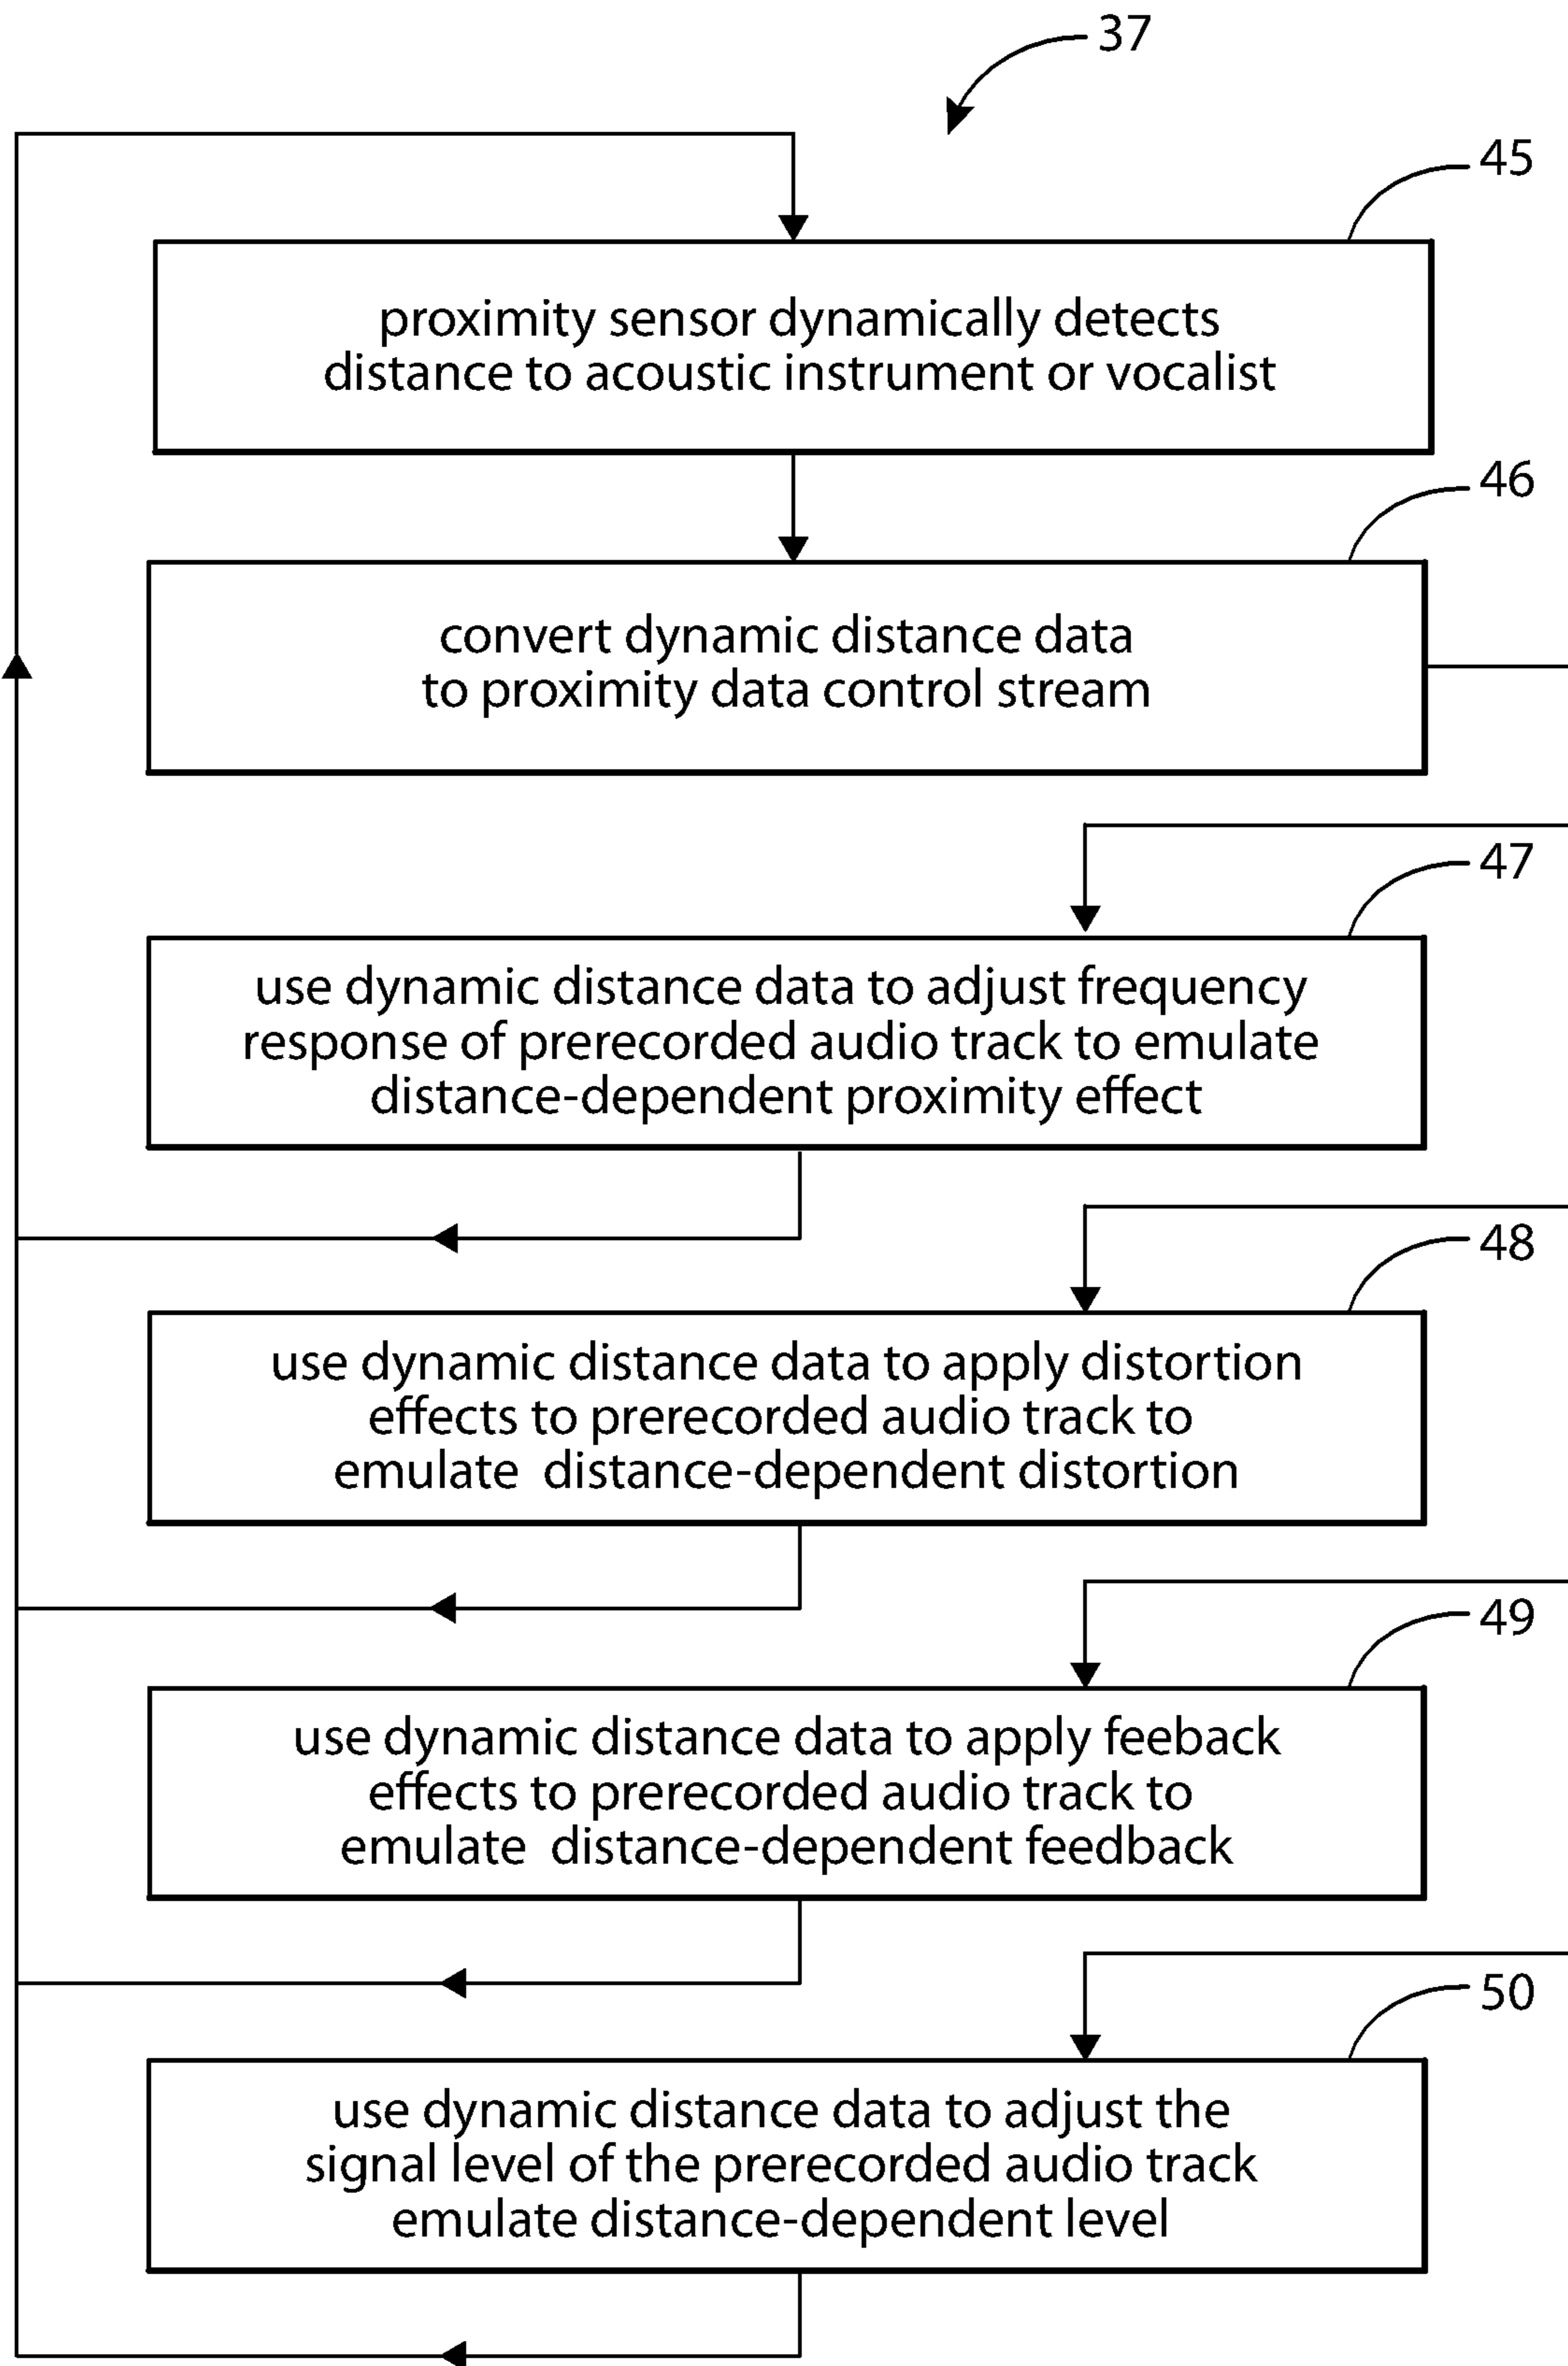 37
45
proximity sensor dynamically detects
distance to acoustic instrument or vocalist
46
convert dynamic distance data
to proximity data control stream
47
use dynamic distance data to adjust frequency
response of prerecorded audio track to emulate
distance-dependent proximity effect
48
use dynamic distance data to apply distortion
effects to prerecorded audio track to
emulate distance-dependent distortion
49
use dynamic distance data to apply feeback
effects to prerecorded audio track to
emulate distance-dependent feedback
50
use dynamic distance data to adjust the
signal level of the prerecorded audio track
emulate distance-dependent level